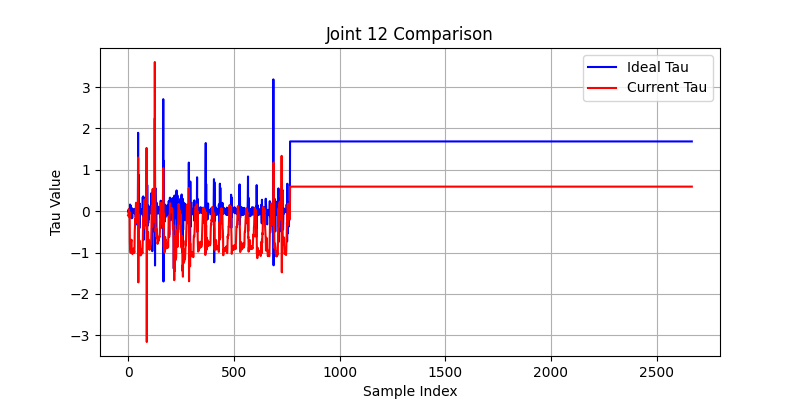 Joint 12 Comparison
Ideal Tau
Current Tau
Tau Value
3
2
1
0
−1
−2
−3
0
500
1000
1500
2000
2500
Sample Index